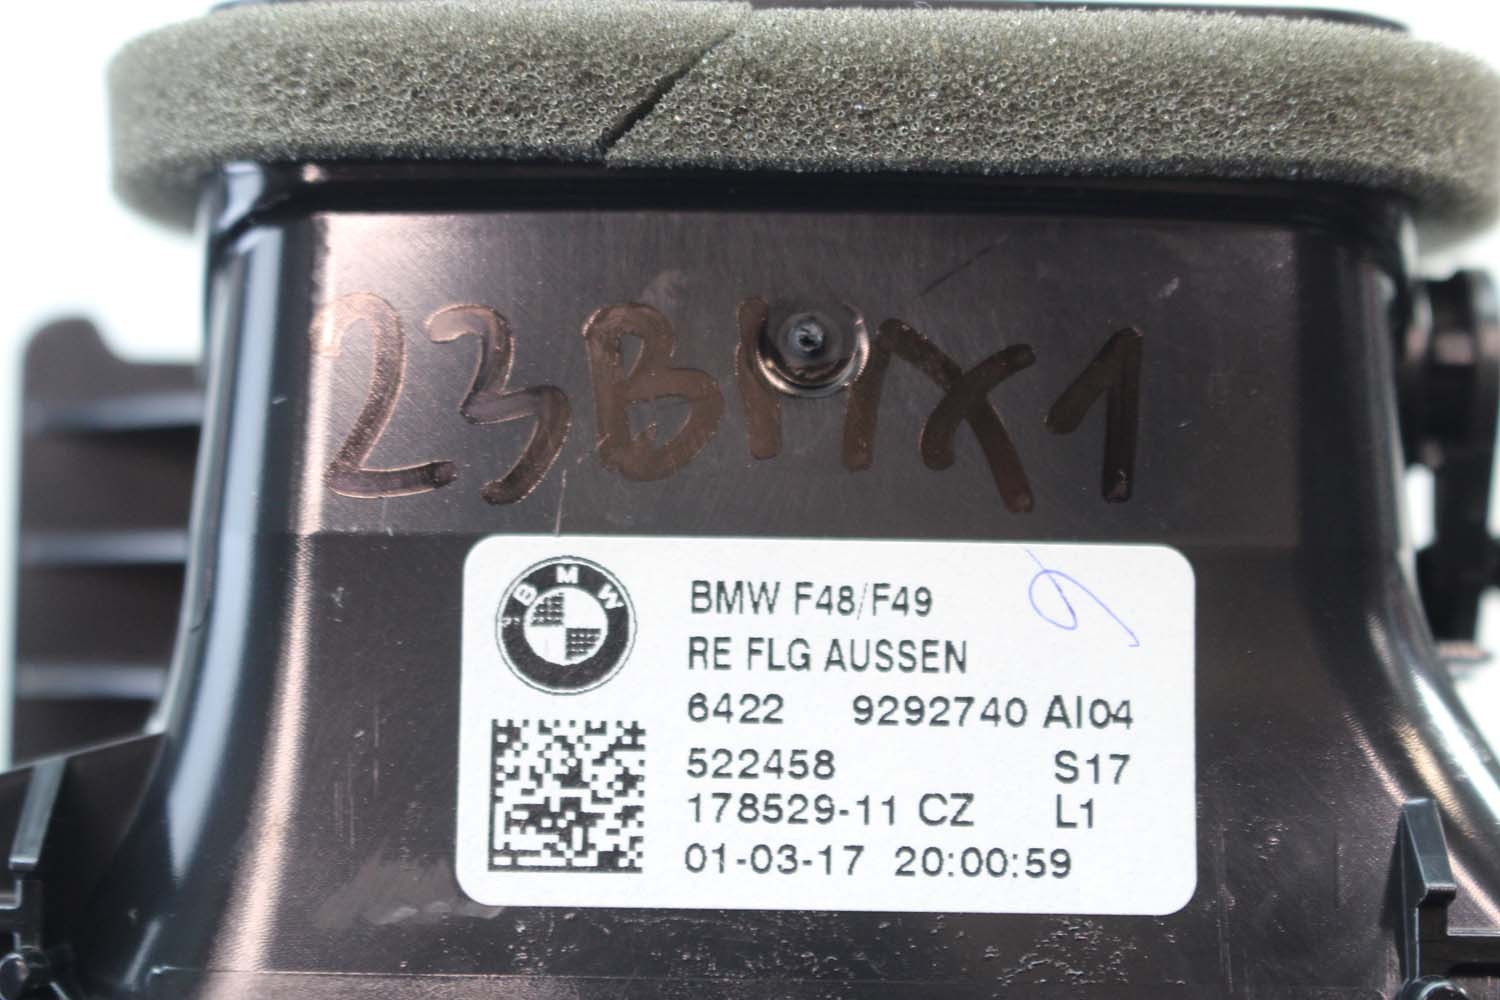 23BMX1
BMW
BMW F48/F49
RE FLG AUSSEN
6422 9292740 AI04
522458 S17
178529-11 CZ L1
01-03-17 20:00:59